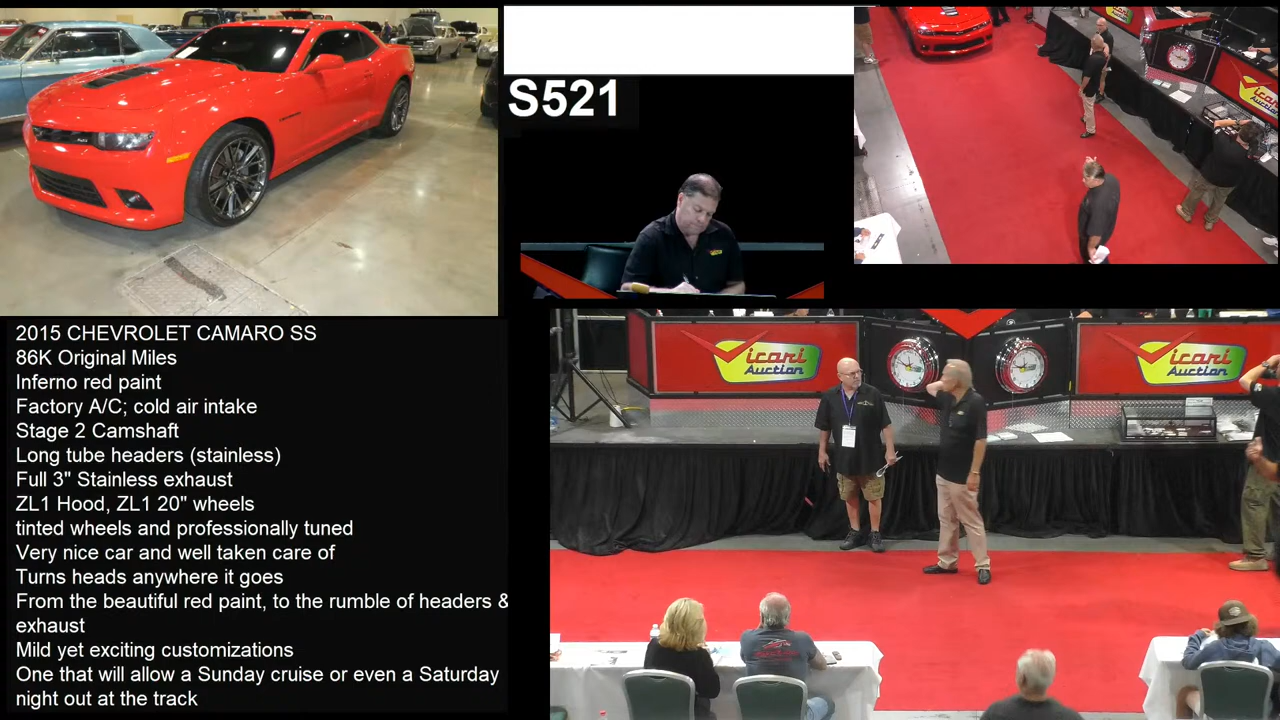 S521
2015 CHEVROLET CAMARO SS
86K Original Miles
Inferno red paint
Factory A/C; cold air intake
Stage 2 Camshaft
Long tube headers (stainless)
Full 3" Stainless exhaust
ZL1 Hood, ZL1 20" wheels
tinted wheels and professionally tuned
Very nice car and well taken care of
Turns heads anywhere it goes
From the beautiful red paint, to the rumble of headers &
exhaust
Mild yet exciting customizations
One that will allow a Sunday cruise or even a Saturday
night out at the track
Vicari
Auction
Vicari
Auction
Vicari
Auction